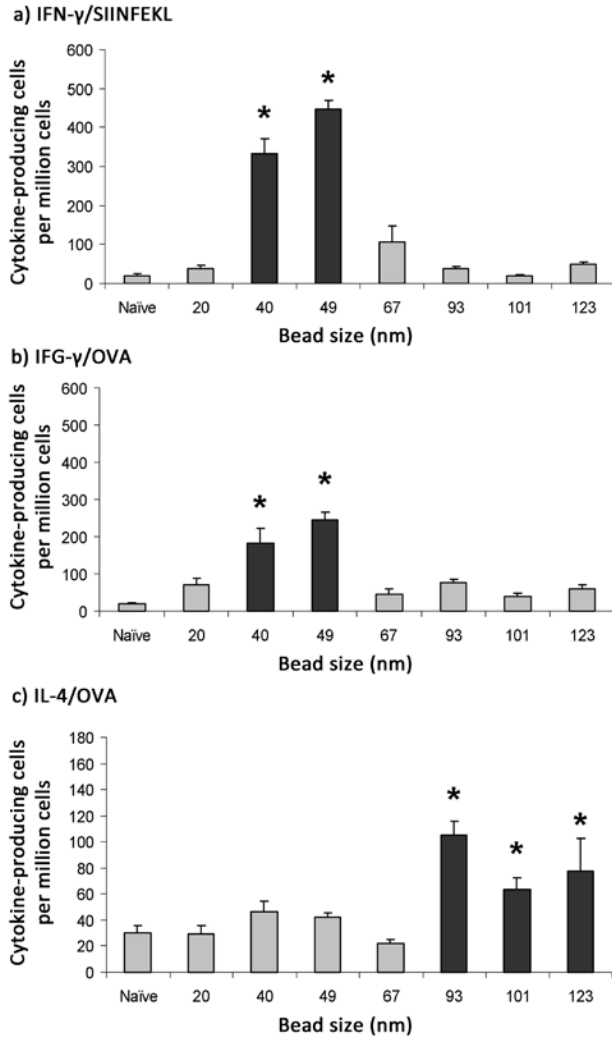 a) IFN-γ/SIINFEKL
600
500
400
300
200
100
0
Cytokine-producing cells
per million cells
* *
Naïve 20 40 49 67 93 101 123
Bead size (nm)
b) IFG-γ/OVA
600
500
400
300
200
100
0
Cytokine-producing cells
per million cells
* *
Naïve 20 40 49 67 93 101 123
Bead size (nm)
c) IL-4/OVA
180
160
140
120
100
80
60
40
20
0
Cytokine-producing cells
per million cells
* * *
Naïve 20 40 49 67 93 101 123
Bead size (nm)